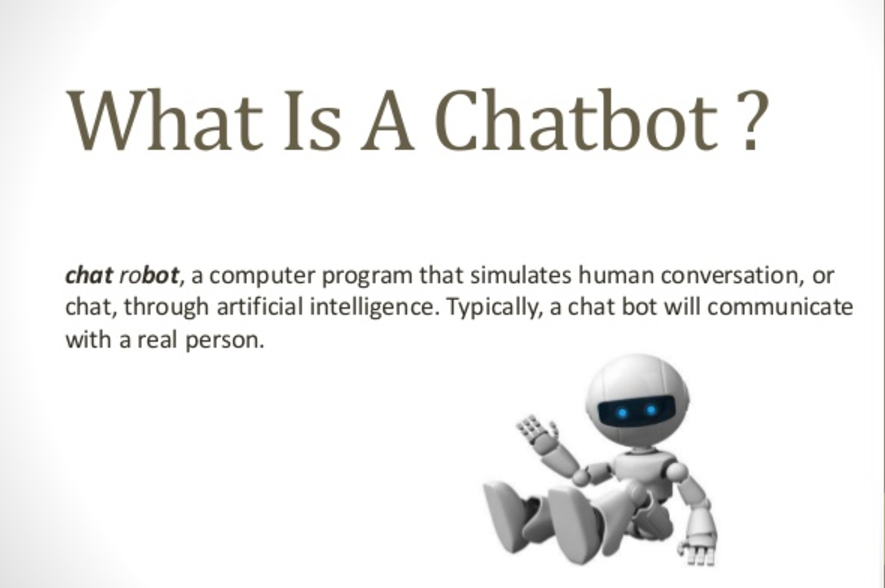 What Is A Chatbot ?
chat robot, a computer program that simulates human conversation, or
chat, through artificial intelligence. Typically, a chat bot will communicate
with a real person.